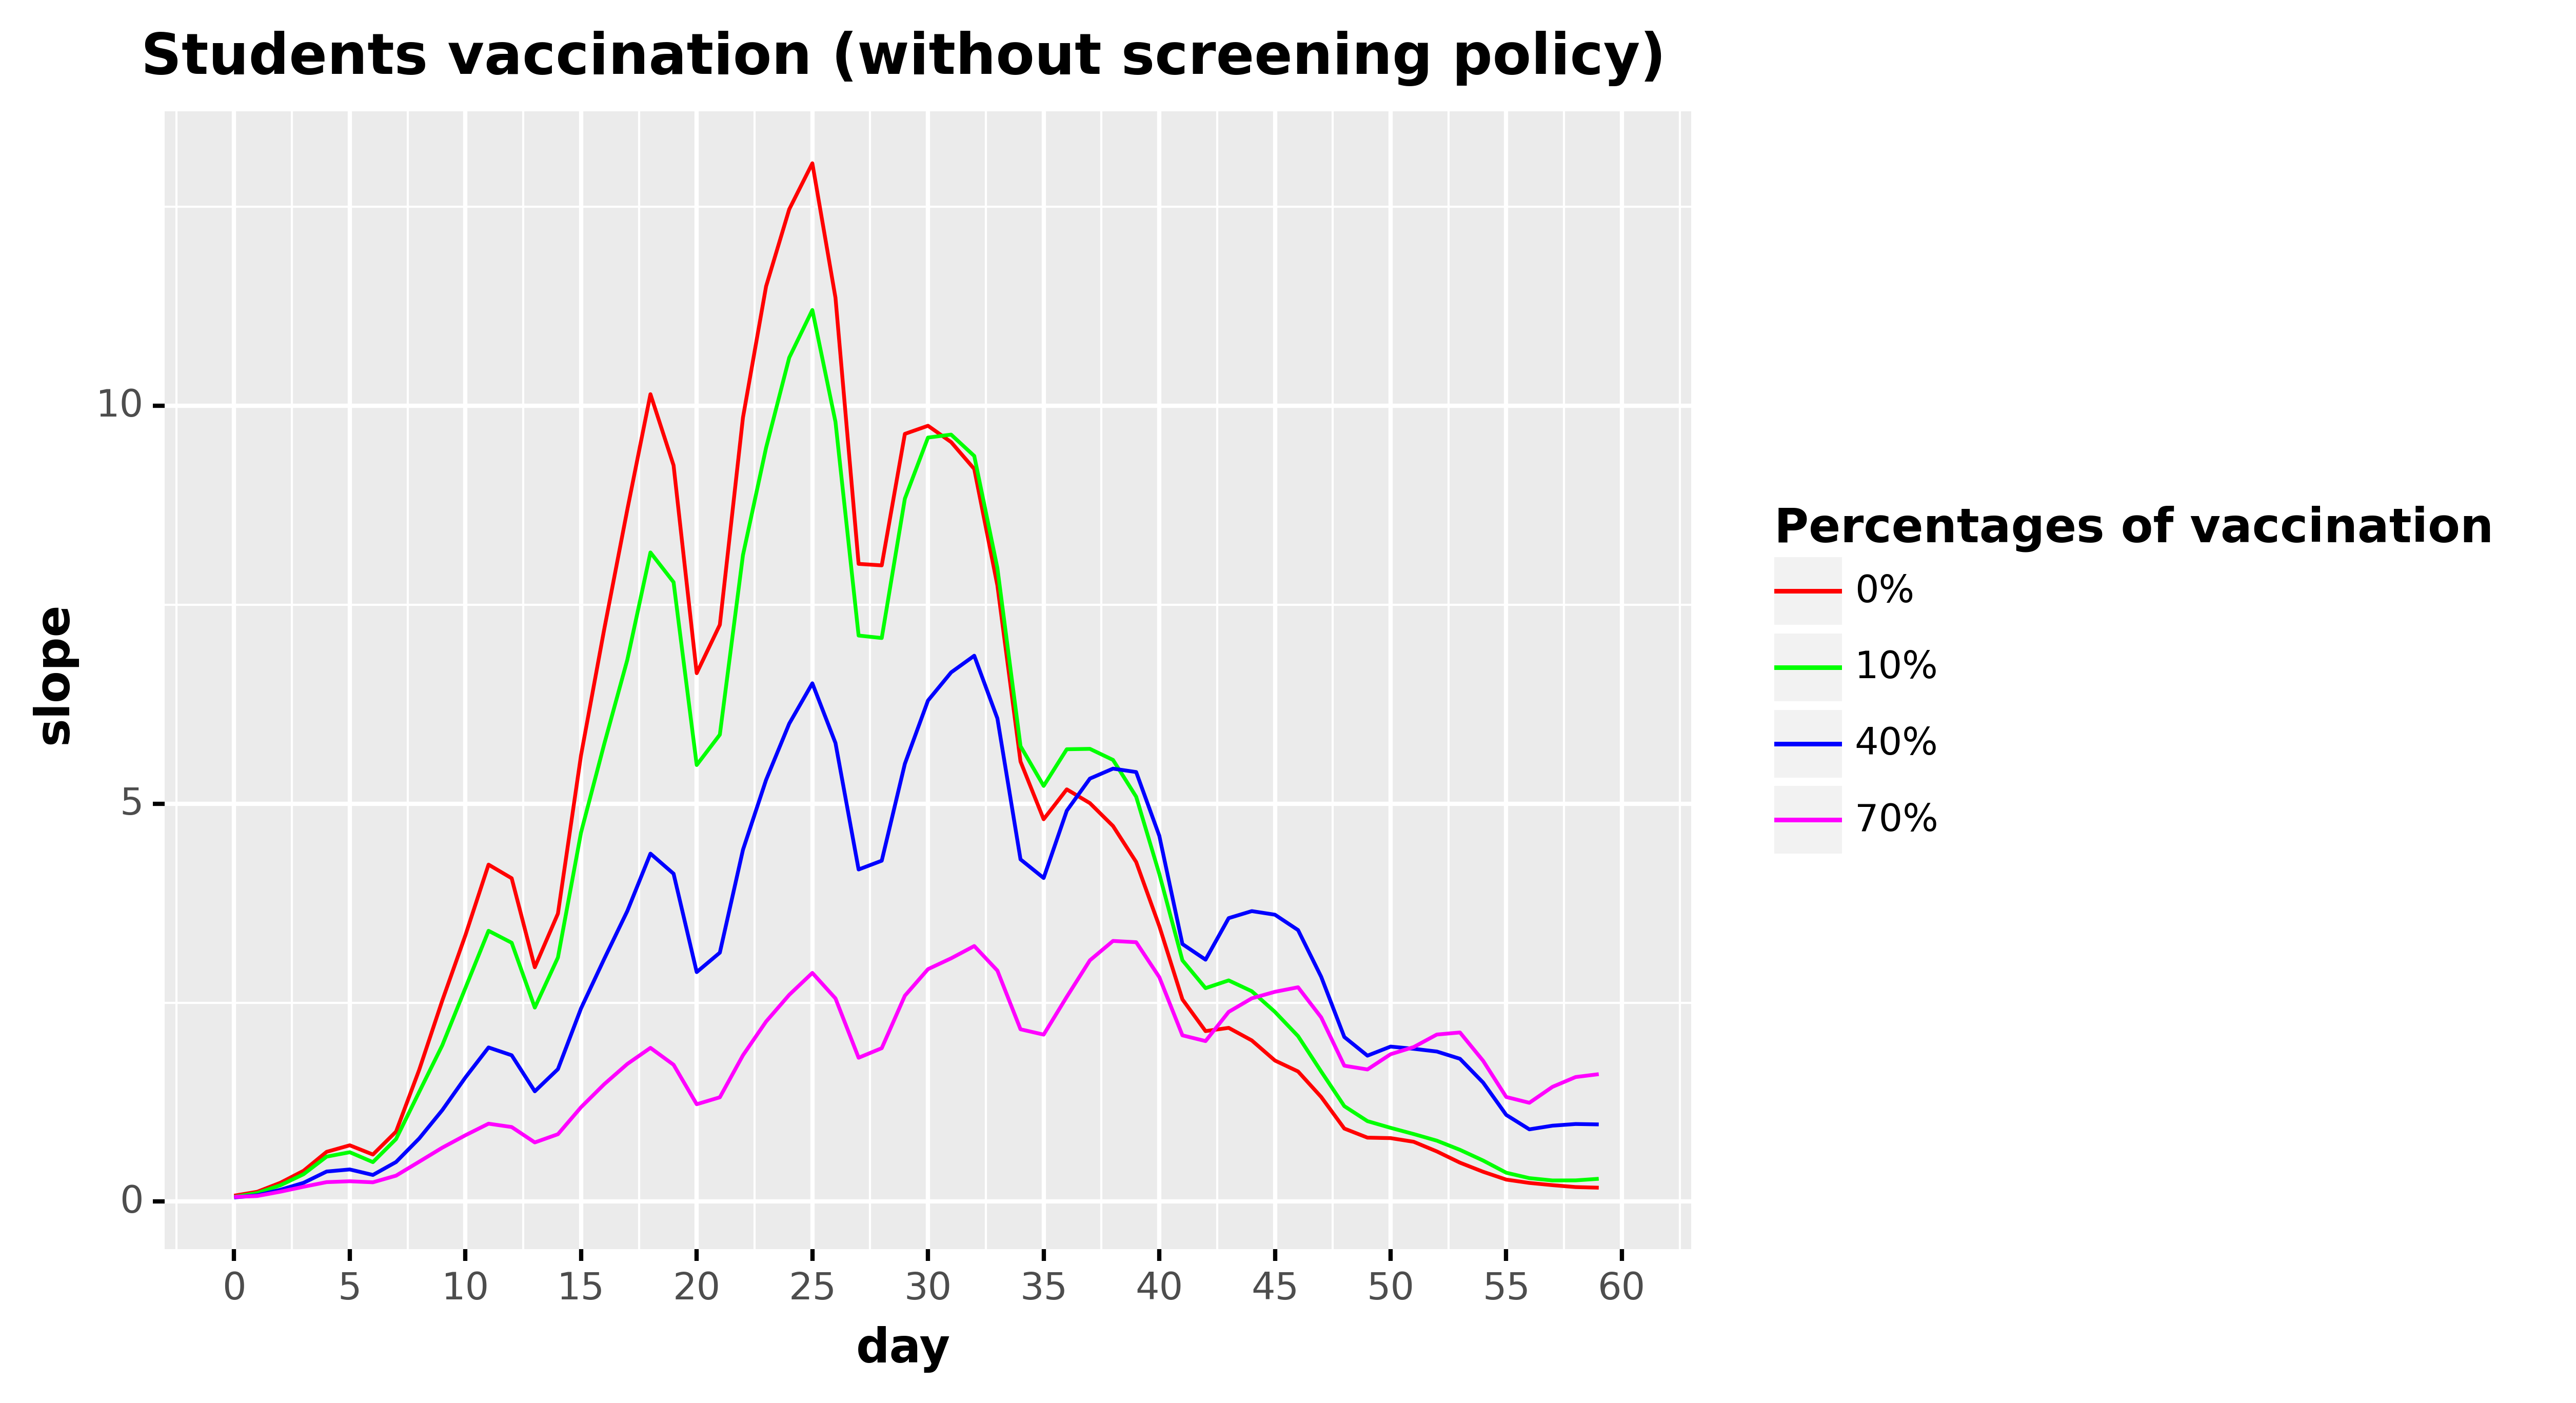 Students vaccination (without screening policy)
slope
10
5
0
0 5 10 15 20 25 30 35 40 45 50 55 60
day
Percentages of vaccination
0%
10%
40%
70%